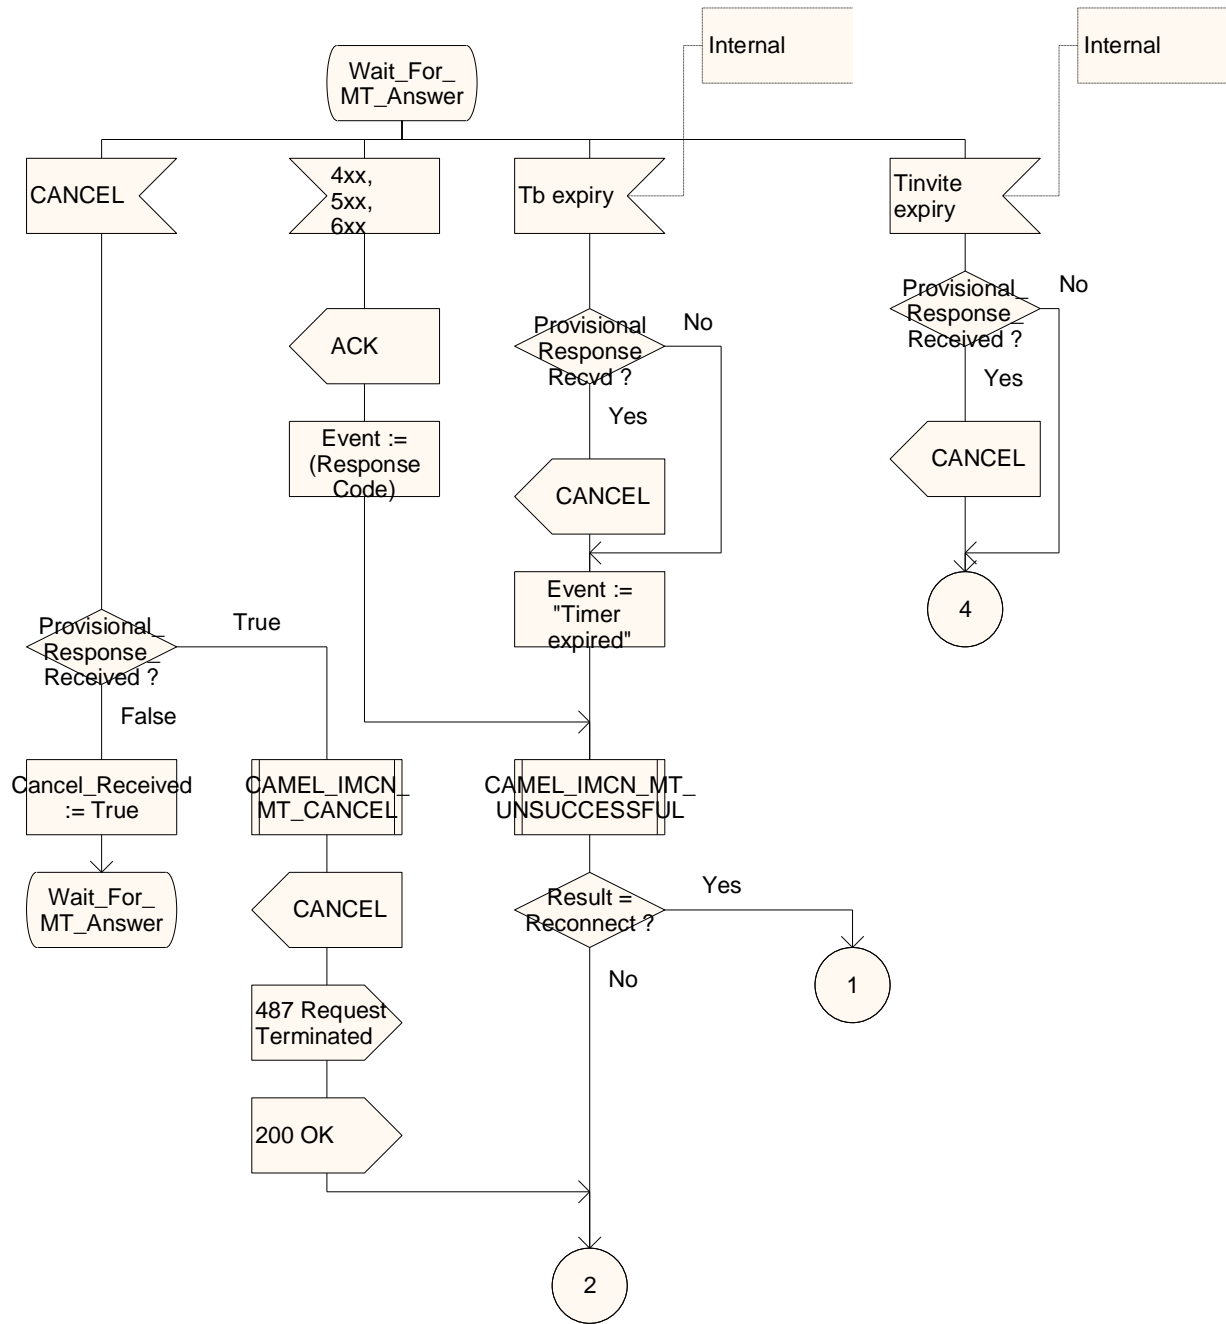 Internal
Internal
Wait_For_
MT_Answer
CANCEL
4xx,
5xx,
6xx
Tb expiry
Tinvite
expiry
Provisional_
Response_
Received ?
No
Yes
ACK
Provisional
Response
Recvd ?
No
Yes
Event :=
(Response
Code)
CANCEL
CANCEL
Event :=
"Timer
expired"
4
Provisional_
Response_
Received ?
True
False
Cancel_Received
:= True
CAMEL_IMCN_
MT_CANCEL
CAMEL_IMCN_MT_
UNSUCCESSFUL
Wait_For_
MT_Answer
CANCEL
Result =
Reconnect ?
Yes
No
1
487 Request
Terminated
200 OK
2